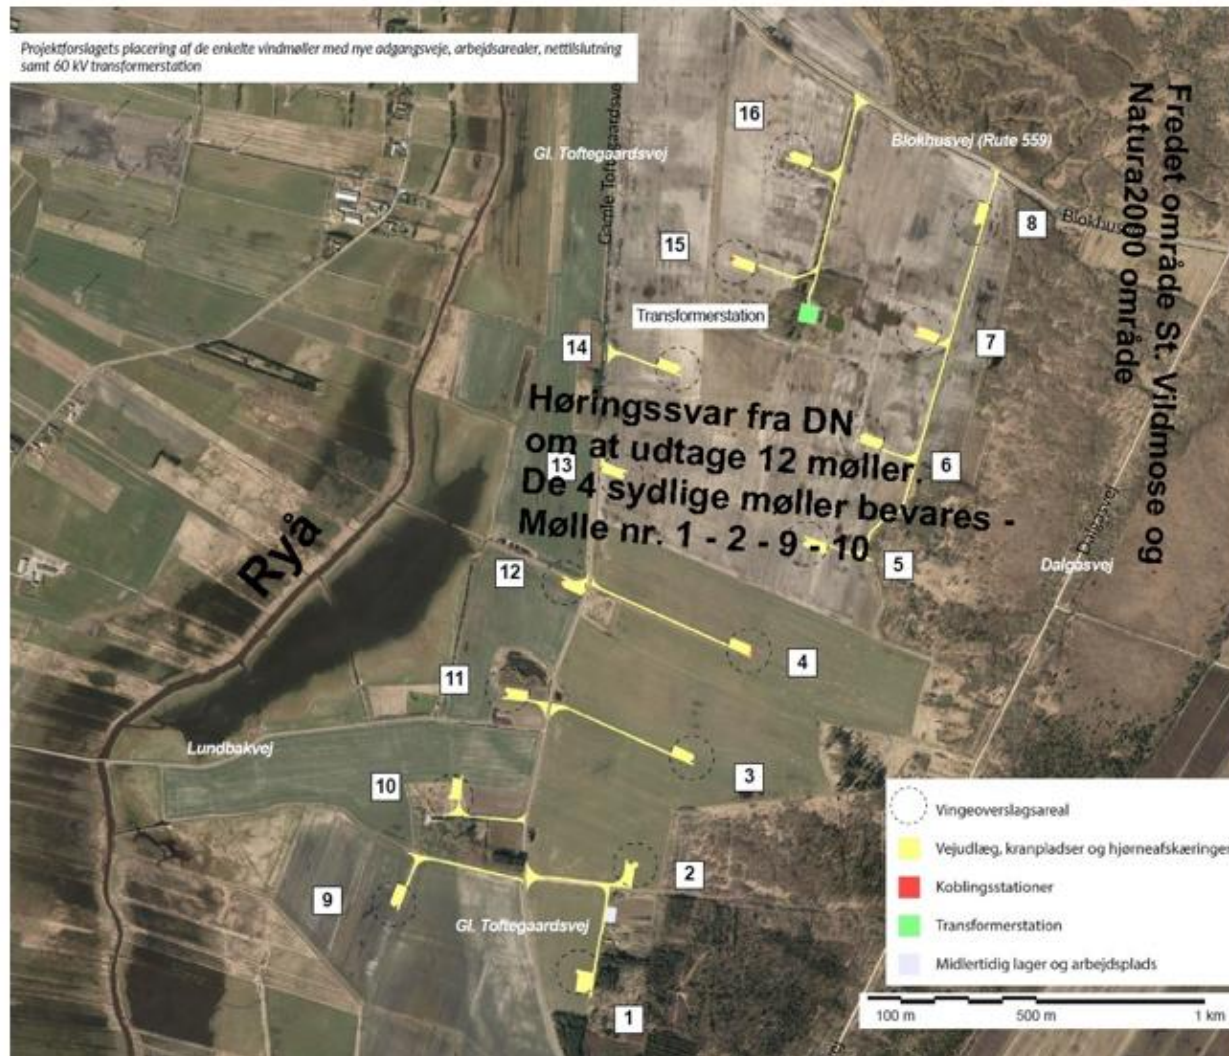 Projektforslagets placering af de enkelte vindmøller med nye adgangsveje, arbejdsarealer, nettilslutning
samt 60 kV transformerstation
Fredet område St. Vildmose og
Natura2000 område
16
Gl. Toftegaardsvej
Gamle Toftegaardsvej
Blokhusvej (Rute 559)
8
15
Transformerstation
7
14
Høringssvar fra DN
om at udtage 12 møller.
De 4 sydlige møller bevares -
Mølle nr. 1 - 2 - 9 - 10
13
6
Ryå
12
5
Dalgasvej
Dalgasvej
4
11
Lundbakvej
3
10
2
9
Gl. Toftegaardsvej
1
Vingeoverslagsareal
Vejudlæg, kranpladser og hjørneafskæringer
Koblingsstationer
Transformerstation
Midlertidig lager og arbejdsplads
100 m
500 m
1 km